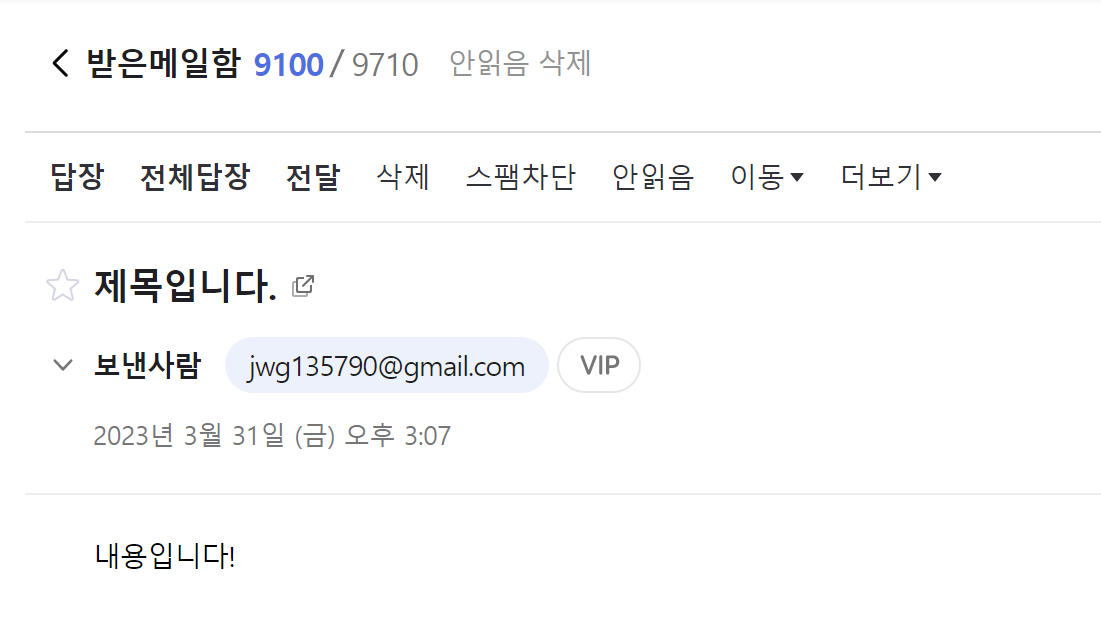 받은메일함 9100 / 9710 안읽음 삭제
답장 전체답장 전달 삭제 스팸차단 안읽음 이동 더보기
제목입니다.
보낸사람 jwg135790@gmail.com VIP
2023년 3월 31일 (금) 오후 3:07
내용입니다!